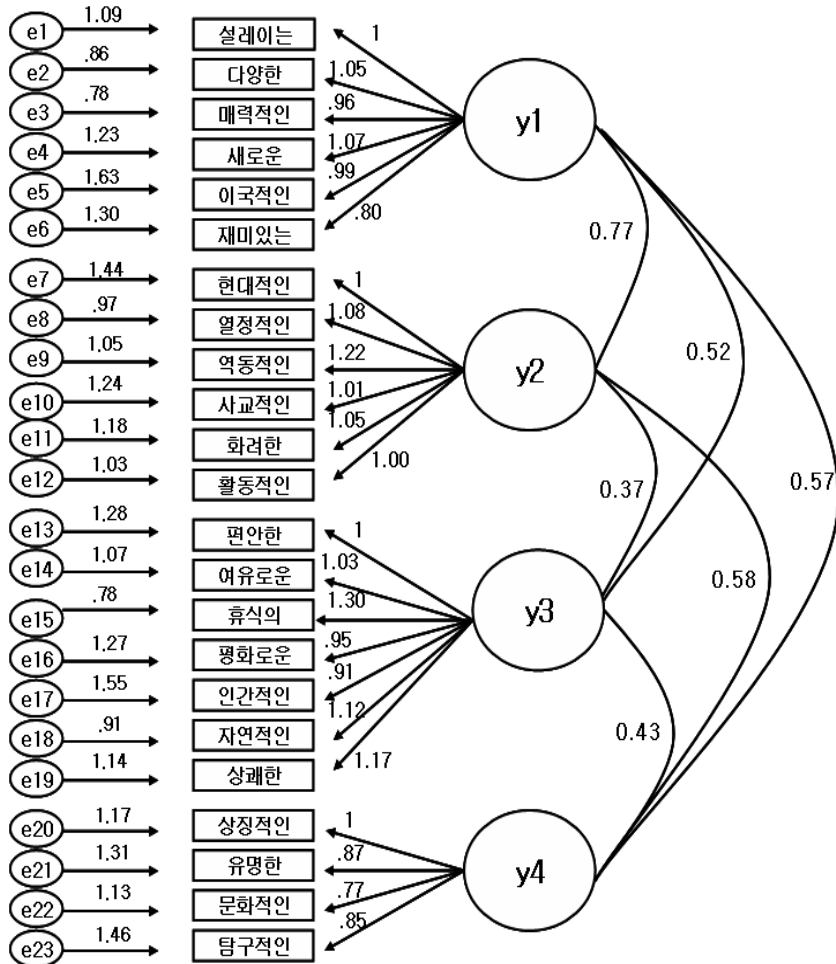 e1 1.09 설레이는 1
e2 .86 다양한 1.05
e3 .78 매력적인 .96
e4 1.23 새로운 1.07
e5 1.63 이국적인 .99
e6 1.30 재미있는 .80
y1
e7 1.44 현대적인 1
e8 .97 열정적인 1.08
e9 1.05 역동적인 1.22
e10 1.24 사교적인 1.01
e11 1.18 화려한 1.05
e12 1.03 활동적인 1.00
y2
e13 1.28 편안한 1
e14 1.07 여유로운 1.03
e15 .78 휴식의 1.30
e16 1.27 평화로운 .95
e17 1.55 인간적인 .91
e18 .91 자연적인 1.12
e19 1.14 상쾌한 1.17
y3
e20 1.17 상징적인 1
e21 1.31 유명한 .87
e22 1.13 문화적인 .77
e23 1.46 탐구적인 .85
y4
0.77
0.52
0.37
0.57
0.58
0.43